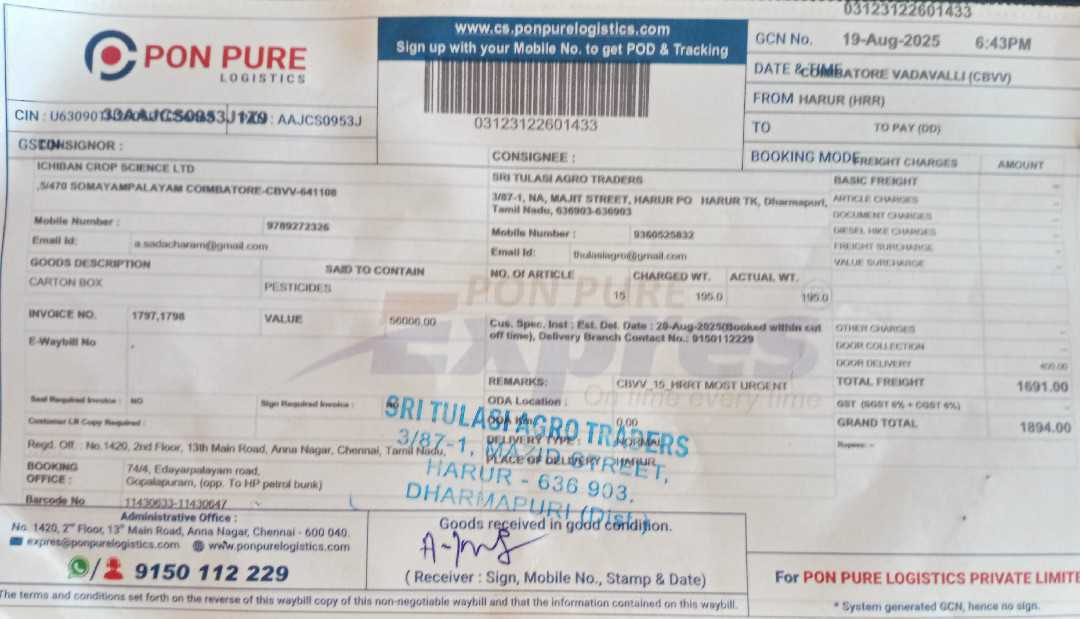 03123122601433
PON PURE
LOGISTICS
www.cs.ponpurelogistics.com
Sign up with your Mobile No. to get POD & Tracking
03123122601433
GCN No. 19-Aug-2025 6:43PM
DATE & TIME COIMBATORE VADAVALLI (CBVV)
FROM HARUR (HRR)
TO TO PAY (DD)
BOOKING MODE
CIN : U63090 33AAJCS0953J1Z9 : AAJCS0953J
CONSIGNOR :
ICHIBAN CROP SCIENCE LTD
,5/470 SOMAYAMPALAYAM COIMBATORE-CBVV-641108
Mobile Number : 9789272326
Email Id: a.sadacharam@gmail.com
GOODS DESCRIPTION SAID TO CONTAIN
CARTON BOX PESTICIDES
INVOICE NO. 1797,1798 VALUE 56006.00
E-Waybill No .
Seal Required Invoice : NO Sign Required Invoice :
Customer LR Copy Required :
CONSIGNEE :
SRI TULASI AGRO TRADERS
3/87-1, NA, MAJIT STREET, HARUR PO HARUR TK, Dharmapuri,
Tamil Nadu, 636903-636903
Mobile Number : 9360525832
Email Id: thulasiagro@gmail.com
NO. Of ARTICLE CHARGED WT. ACTUAL WT.
15 195.0 195.0
PON PURE
Expres
On time every time
Cus. Spec. Inst : Est. Del. Date : 20-Aug-2025(Booked within cut
off time), Delivery Branch Contact No.: 9150112229
REMARKS: CBVV_15_HRRT MOST URGENT
ODA Location :
ODA Km : 0.00
DELIVERY TYPE : NORMAL
PLACE OF DELIVERY : HARUR
FREIGHT CHARGES AMOUNT
BASIC FREIGHT --
ARTICLE CHARGES --
DOCUMENT CHARGES --
DIESEL HIKE CHARGES --
FREIGHT SURCHARGE --
VALUE SURCHARGE --
OTHER CHARGES --
DOOR COLLECTION --
DOOR DELIVERY 400.00
TOTAL FREIGHT 1691.00
GST (SGST 6% + CGST 6%)
GRAND TOTAL 1894.00
Rupees: --
SRI TULASI AGRO TRADERS
3/87-1, MAZID STREET,
HARUR - 636 903.
DHARMAPURI (Dist)
Regd. Off. : No.1420, 2nd Floor, 13th Main Road, Anna Nagar, Chennai, Tamil Nadu,
BOOKING OFFICE : 74/4, Edayarpalayam road,
Gopalapuram, (opp. To HP petrol bunk)
Barcode No 11430633-11430647
Administrative Office :
No. 1420, 2nd Floor, 13th Main Road, Anna Nagar, Chennai - 600 040.
expres@ponpurelogistics.com www.ponpurelogistics.com
9150 112 229
Goods received in good condition.
( Receiver : Sign, Mobile No., Stamp & Date)
For PON PURE LOGISTICS PRIVATE LIMITE
* System generated GCN, hence no sign.
The terms and conditions set forth on the reverse of this waybill copy of this non-negotiable waybill and that the information contained on this waybill.